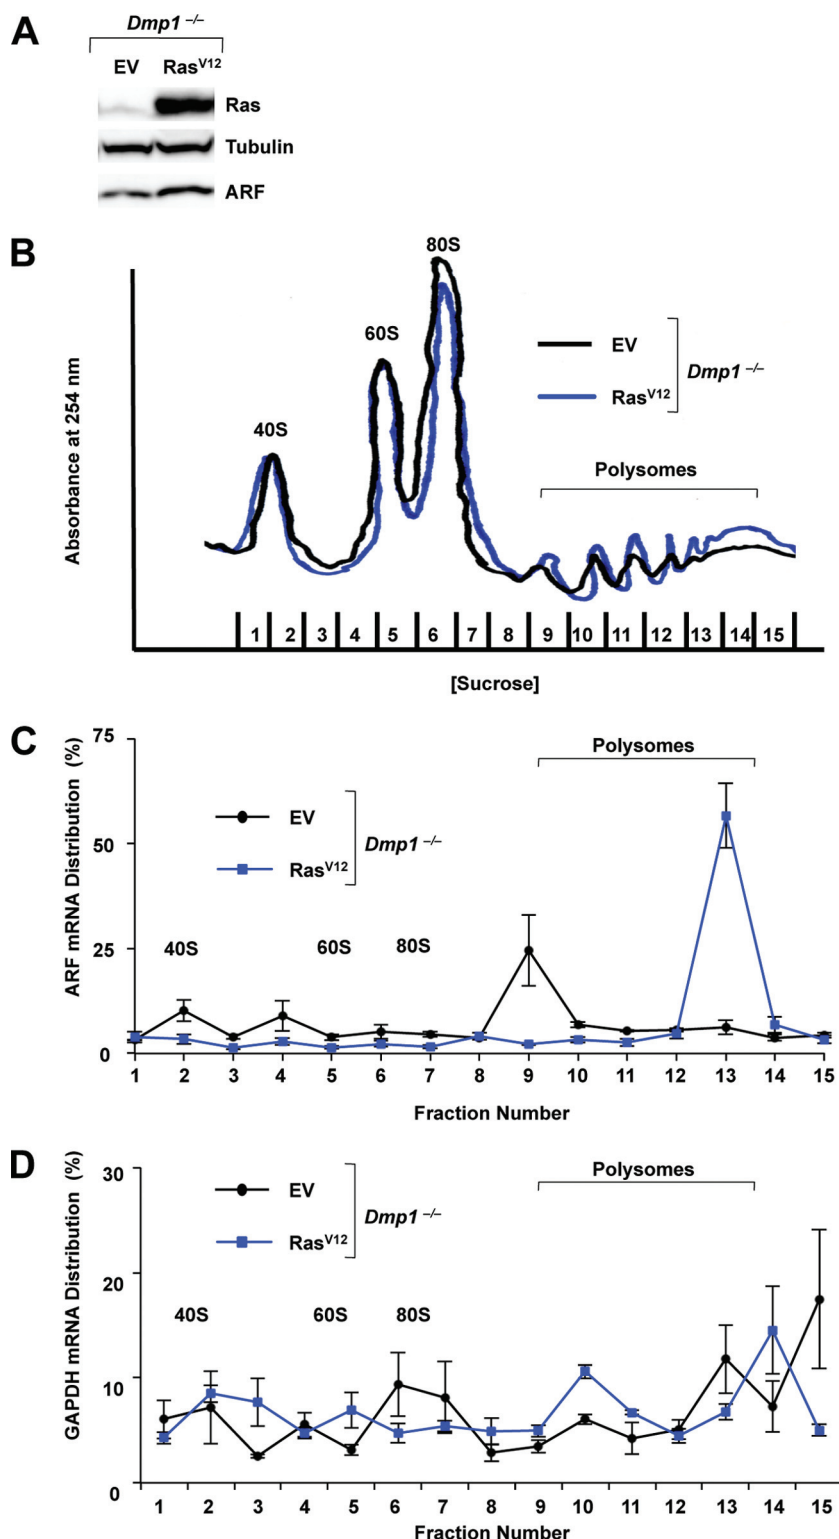 A
Dmp1 –/–
EV RasV12
Ras
Tubulin
ARF
B
Absorbance at 254 nm
40S
60S
80S
EV
RasV12
Dmp1 –/–
Polysomes
1 2 3 4 5 6 7 8 9 10 11 12 13 14 15
[Sucrose]
C
ARF mRNA Distribution (%)
75
50
25
0
EV
RasV12
Dmp1 –/–
Polysomes
40S 60S 80S
1 2 3 4 5 6 7 8 9 10 11 12 13 14 15
Fraction Number
D
GAPDH mRNA Distribution (%)
30
20
10
0
EV
RasV12
Dmp1 –/–
Polysomes
40S 60S 80S
1 2 3 4 5 6 7 8 9 10 11 12 13 14 15
Fraction Number